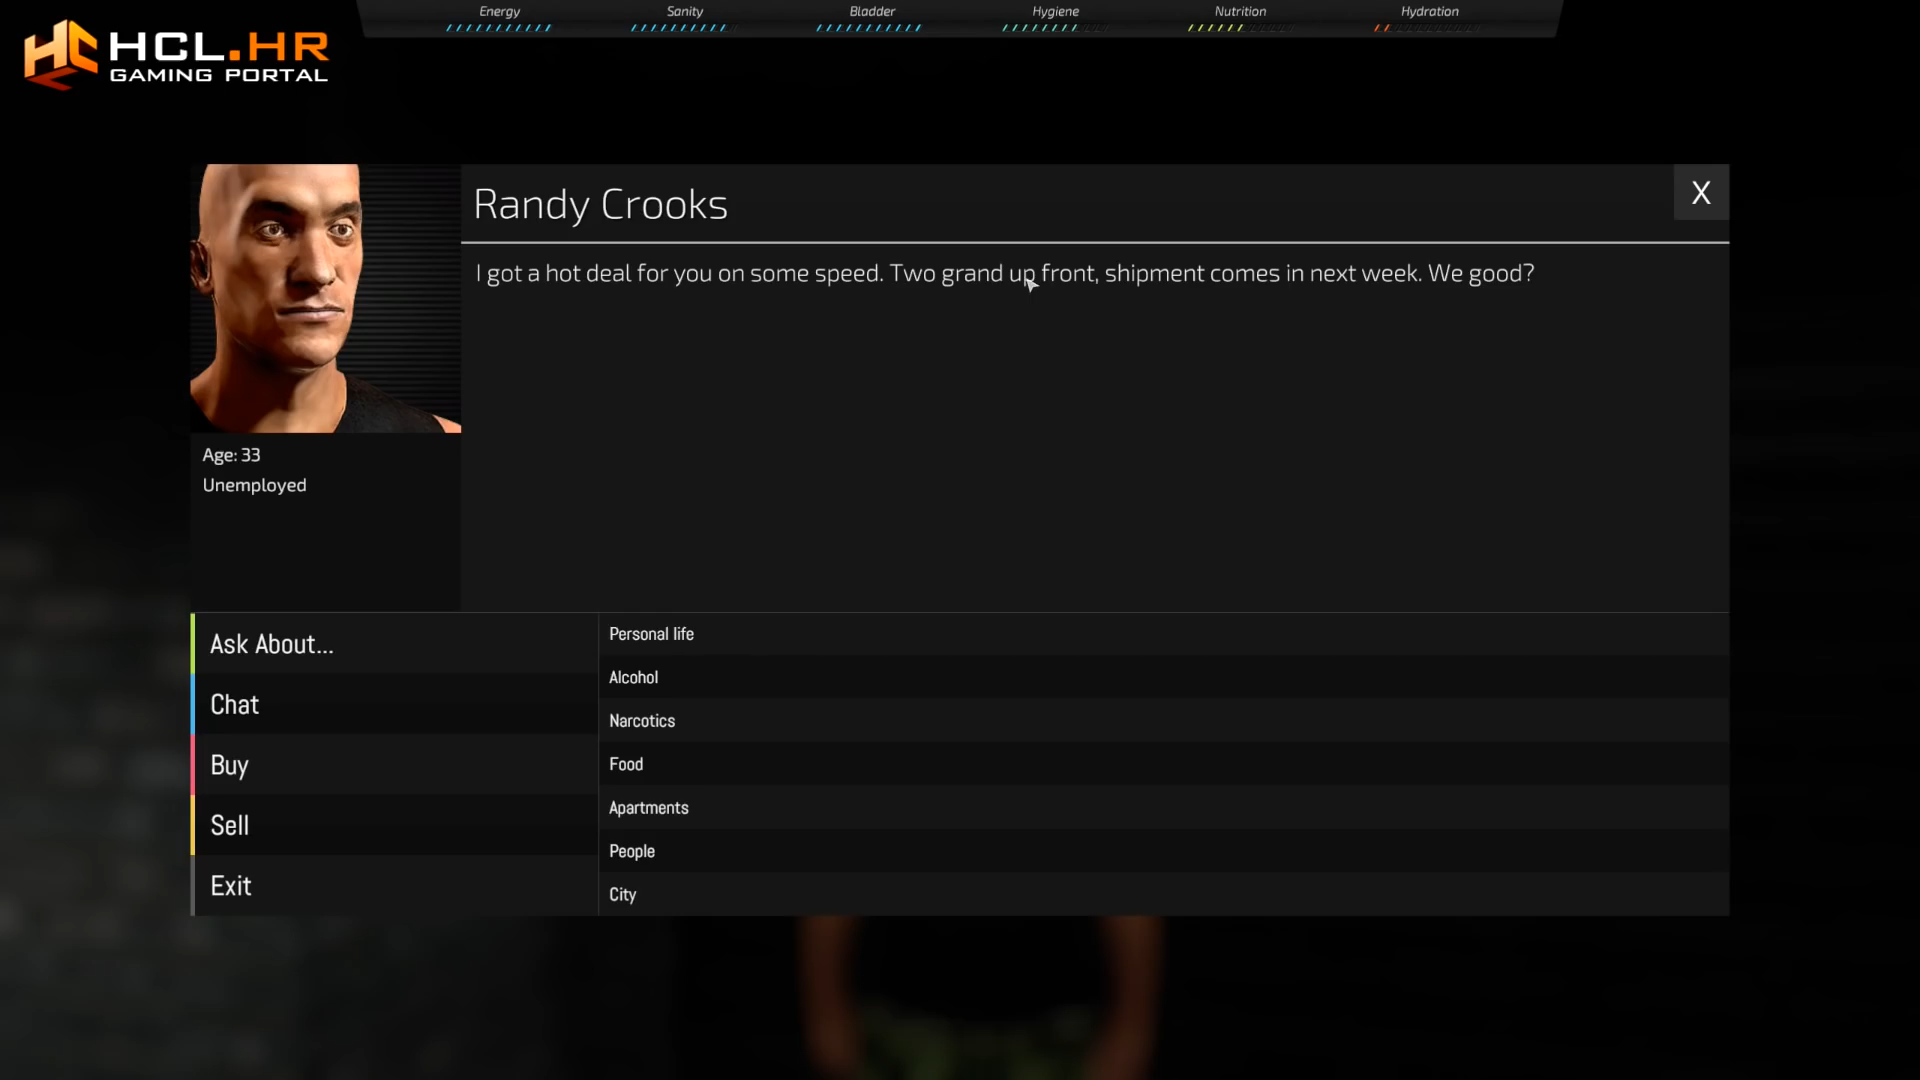 Energy
Sanity
Bladder
Hygiene
Nutrition
Hydration
HCL.HR
GAMING PORTAL
Randy Crooks
X
I got a hot deal for you on some speed. Two grand up front, shipment comes in next week. We good?
Age: 33
Unemployed
Ask About...
Chat
Buy
Sell
Exit
Personal life
Alcohol
Narcotics
Food
Apartments
People
City